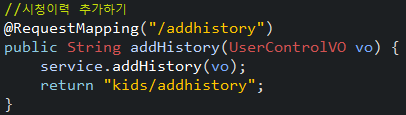 //시청이력 추가하기
@RequestMapping("/addhistory")
public String addHistory(UserControlVO vo) {
    service.addHistory(vo);
    return "kids/addhistory";
}